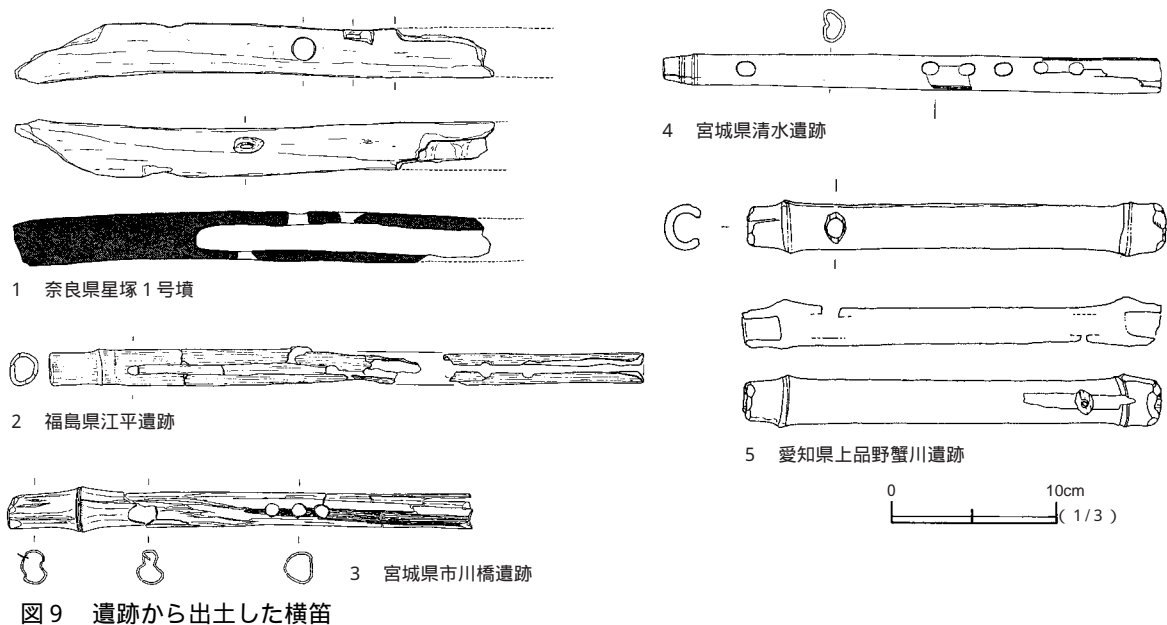 1 奈良県星塚1号墳
2 福島県江平遺跡
3 宮城県市川橋遺跡
4 宮城県清水遺跡
5 愛知県上品野蟹川遺跡
0 10cm
(1/3)
図9 遺跡から出土した横笛